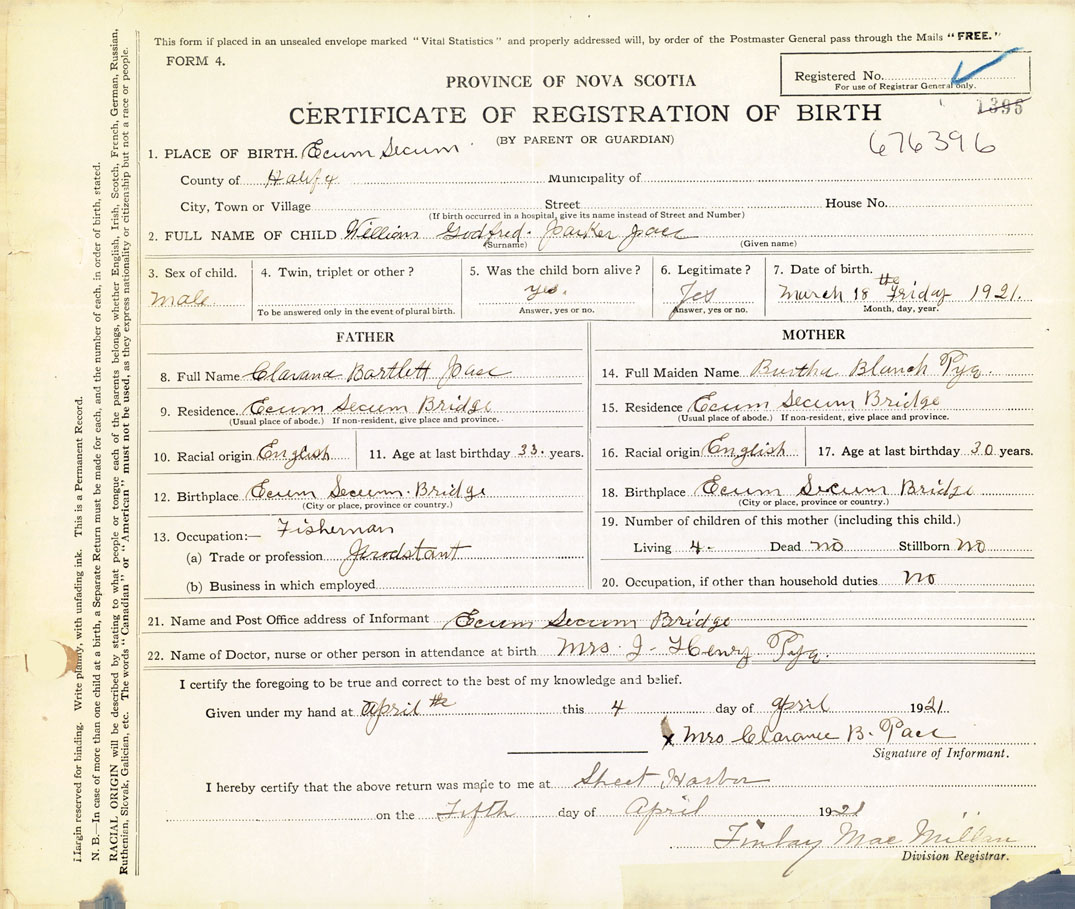 This form if placed in an unsealed envelope marked "Vital Statistics" and properly addressed will, by order of the Postmaster General pass through the Mails "FREE."
FORM 4.
PROVINCE OF NOVA SCOTIA
Registered No.
For use of Registrar General only.
CERTIFICATE OF REGISTRATION OF BIRTH
1395
(BY PARENT OR GUARDIAN)
676396
1. PLACE OF BIRTH. Ecum Secum
County of Halifx Municipality of
City, Town or Village Street House No.
(If birth occurred in a hospital, give its name instead of Street and Number)
2. FULL NAME OF CHILD William Godfred. Parker Pace
(Surname) (Given name)
3. Sex of child. 4. Twin, triplet or other? 5. Was the child born alive? 6. Legitimate? 7. Date of birth.
male yes. Yes March 18 the Friday 1921.
To be answered only in the event of plural birth. Answer, yes or no. Answer, yes or no. Month, day, year.
FATHER
8. Full Name Clarance Bartlett Pace
9. Residence. Ecum Secum Bridge
(Usual place of abode.) If non-resident, give place and province.
10. Racial origin English 11. Age at last birthday 33. years.
12. Birthplace Ecum Secum. Bridge
(City or place, province or country.)
13. Occupation:— Fisherman
(a) Trade or profession
(b) Business in which employed
MOTHER
14. Full Maiden Name Burtha Blanch Pye.
15. Residence Ecum Secum Bridge
(Usual place of abode.) If non-resident, give place and province.
16. Racial origin English 17. Age at last birthday 30 years.
18. Birthplace Ecum Secum Bridge
(City or place, province or country.)
19. Number of children of this mother (including this child.)
Living 4. Dead no Stillborn No
20. Occupation, if other than household duties No
21. Name and Post Office address of Informant Ecum Secum Bridge
22. Name of Doctor, nurse or other person in attendance at birth Mrs. J. Henry Pye.
I certify the foregoing to be true and correct to the best of my knowledge and belief.
Given under my hand at April the this 4 day of April 1921
x Mrs Clarance B. Pace
Signature of Informant.
I hereby certify that the above return was made to me at Sheet Harbor
on the Fifth day of April 1921
Finlay MacMillan
Division Registrar.
Margin reserved for binding. Write plainly, with unfading ink. This is a Permanent Record.
N. B.—In case of more than one child at a birth, a Separate Return must be made for each, and the number of each, in order of birth, stated.
RACIAL ORIGIN will be described by stating to what people or tongue each of the parents belongs, whether English, Irish, Scotch, French, German, Russian,
Ruthenian, Slovak, Galician, etc. The words "Canadian" or "American" must not be used, as they express nationality or citizenship but not a race or people.